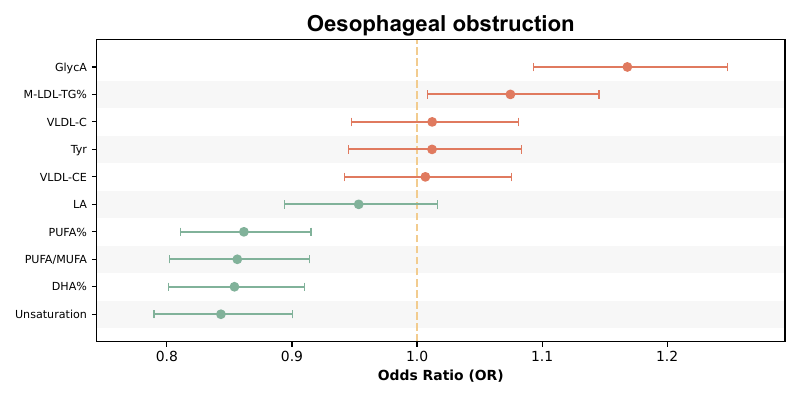 Oesophageal obstruction
GlycA
M-LDL-TG%
VLDL-C
Tyr
VLDL-CE
LA
PUFA%
PUFA/MUFA
DHA%
Unsaturation
0.8 0.9 1.0 1.1 1.2
Odds Ratio (OR)